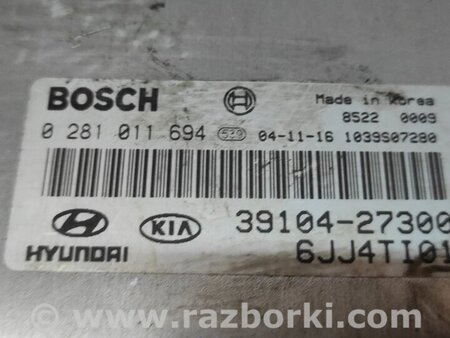 BOSCH Made in Korea
8522 0009
0 281 011 694 539 04-11-16 1039S07280
HYUNDAI KIA 39104-27300
6JJ4TI01
© www.razborki.com